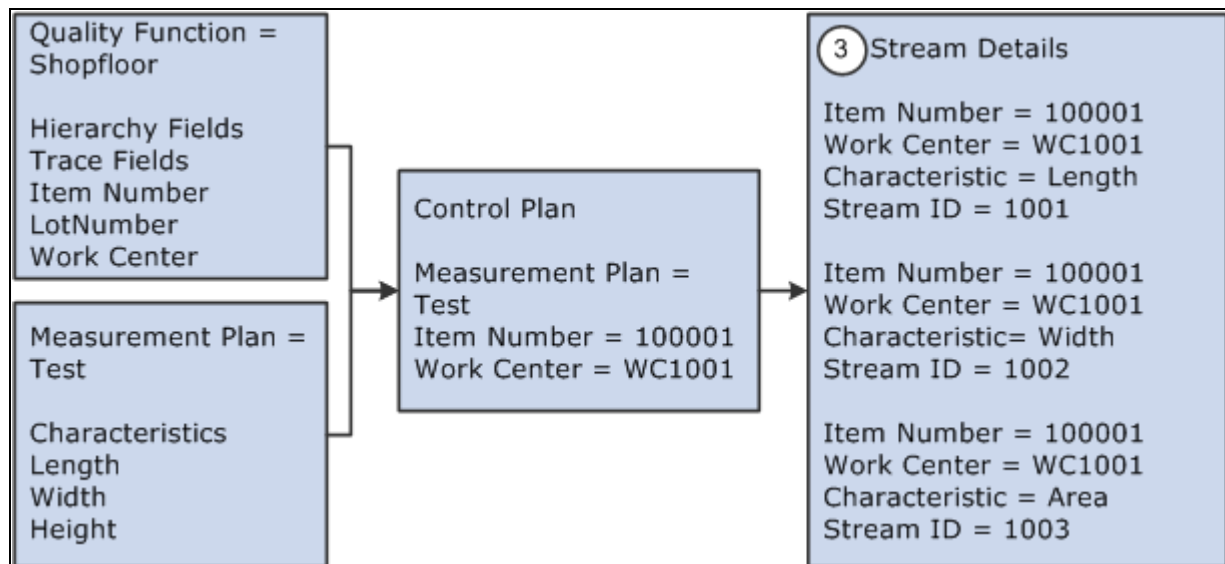 Quality Function =
Shopfloor
Hierarchy Fields
Trace Fields
Item Number
LotNumber
Work Center
Measurement Plan =
Test
Characteristics
Length
Width
Height
Control Plan
Measurement Plan =
Test
Item Number = 100001
Work Center = WC1001
3 Stream Details
Item Number = 100001
Work Center = WC1001
Characteristic = Length
Stream ID = 1001
Item Number = 100001
Work Center = WC1001
Characteristic= Width
Stream ID = 1002
Item Number = 100001
Work Center = WC1001
Characteristic = Area
Stream ID = 1003